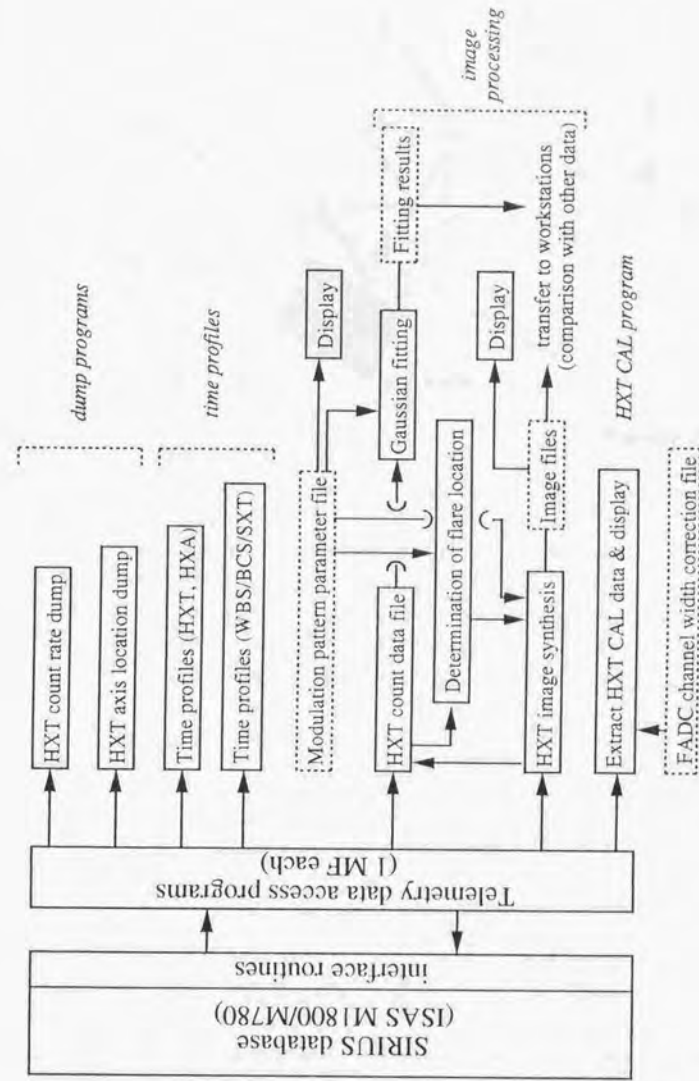 SIRIUS database
(ISAS M1800/M780)
interface routines
Telemetry data access programs
(1 MF each)
HXT count rate dump
HXT axis location dump
dump programs
Time profiles (HXT, HXA)
Time profiles (WBS/BCS/SXT)
time profiles
Modulation pattern parameter file
Display
HXT count data file
Gaussian fitting
Fitting results
Determination of flare location
image
processing
HXT image synthesis
Image files
Display
transfer to workstations
(comparison with other data)
Extract HXT CAL data & display
HXT CAL program
FADC channel width correction file